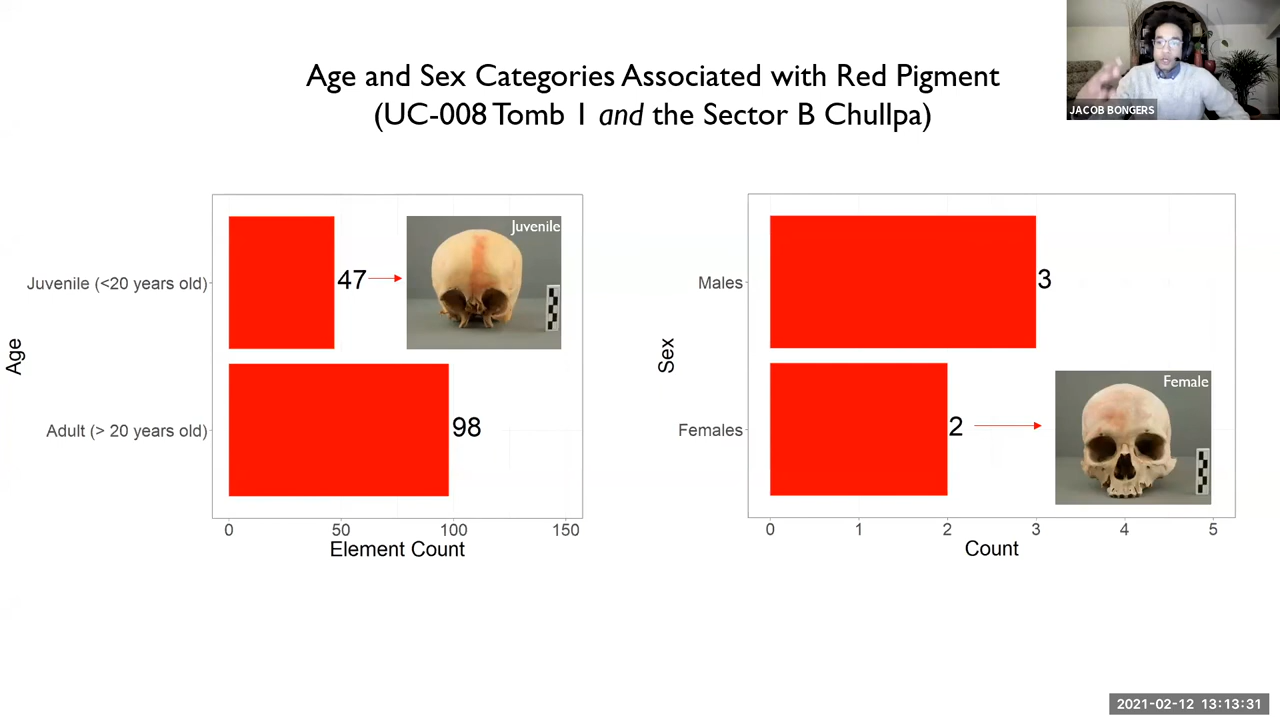 Age and Sex Categories Associated with Red Pigment
(UC-008 Tomb 1 and the Sector B Chullpa)
JACOB BONGERS
Age
Juvenile (<20 years old)
47
Juvenile
Adult (> 20 years old)
98
0 50 100 150
Element Count
Sex
Males
3
Females
2
Female
0 1 2 3 4 5
Count
2021-02-12 13:13:31